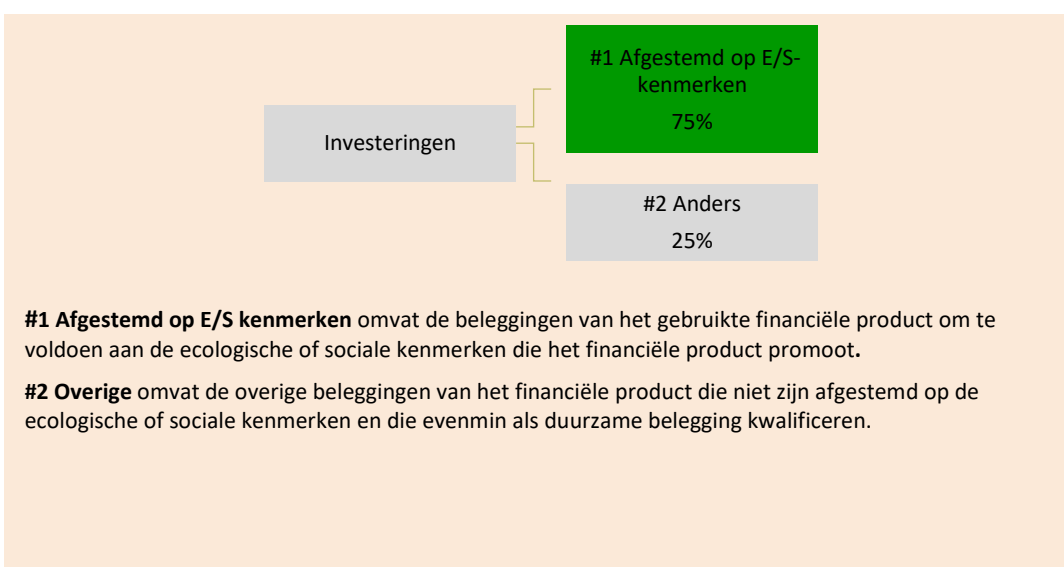 #1 Afgestemd op E/S-
kenmerken
75%
Investeringen
#2 Anders
25%
#1 Afgestemd op E/S kenmerken omvat de beleggingen van het gebruikte financiële product om te
voldoen aan de ecologische of sociale kenmerken die het financiële product promoot.
#2 Overige omvat de overige beleggingen van het financiële product die niet zijn afgestemd op de
ecologische of sociale kenmerken en die evenmin als duurzame belegging kwalificeren.